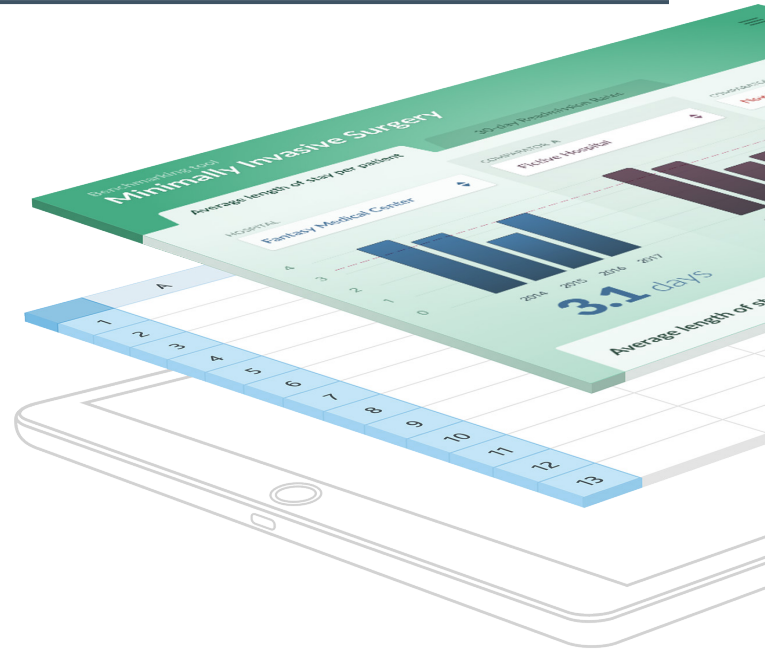 Benchmarking tool
Minimally Invasive Surgery
Average length of stay per patient
30-day Readmission Rates
HOSPITAL
Fantasy Medical Center
COMPARATOR A
Fictive Hospital
4
3
2
1
0
2014
2015
2016
2017
3.1 days
Average length of
A
1
2
3
4
5
6
7
8
9
10
11
12
13